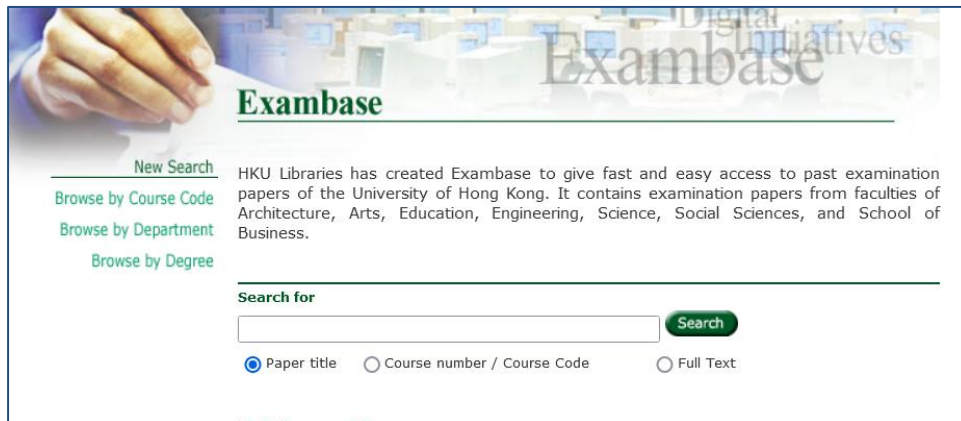 Digital
Initiatives
Exambase
Exambase
New Search
Browse by Course Code
Browse by Department
Browse by Degree
HKU Libraries has created Exambase to give fast and easy access to past examination
papers of the University of Hong Kong. It contains examination papers from faculties of
Architecture, Arts, Education, Engineering, Science, Social Sciences, and School of
Business.
Search for
Search
Paper title Course number / Course Code Full Text